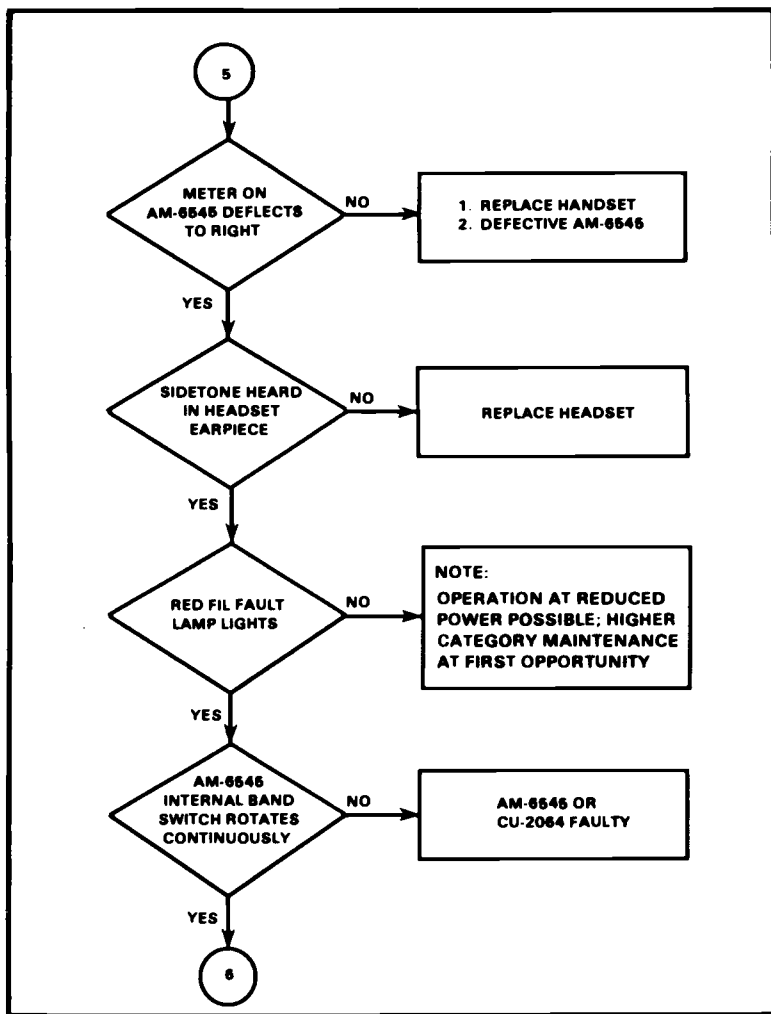 5
METER ON
AM-6545 DEFLECTS
TO RIGHT
NO
1. REPLACE HANDSET
2. DEFECTIVE AM-6545
YES
SIDETONE HEARD
IN HEADSET
EARPIECE
NO
REPLACE HEADSET
YES
RED FIL FAULT
LAMP LIGHTS
NO
NOTE:
OPERATION AT REDUCED
POWER POSSIBLE; HIGHER
CATEGORY MAINTENANCE
AT FIRST OPPORTUNITY
YES
AM-6545
INTERNAL BAND
SWITCH ROTATES
CONTINUOUSLY
NO
AM-6545 OR
CU-2064 FAULTY
YES
6